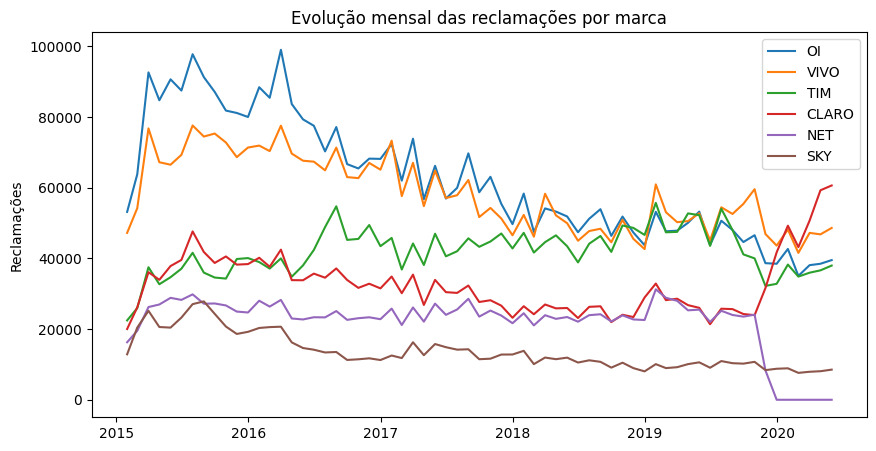 Evolução mensal das reclamações por marca
Reclamações
100000
80000
60000
40000
20000
0
2015 2016 2017 2018 2019 2020
OI
VIVO
TIM
CLARO
NET
SKY